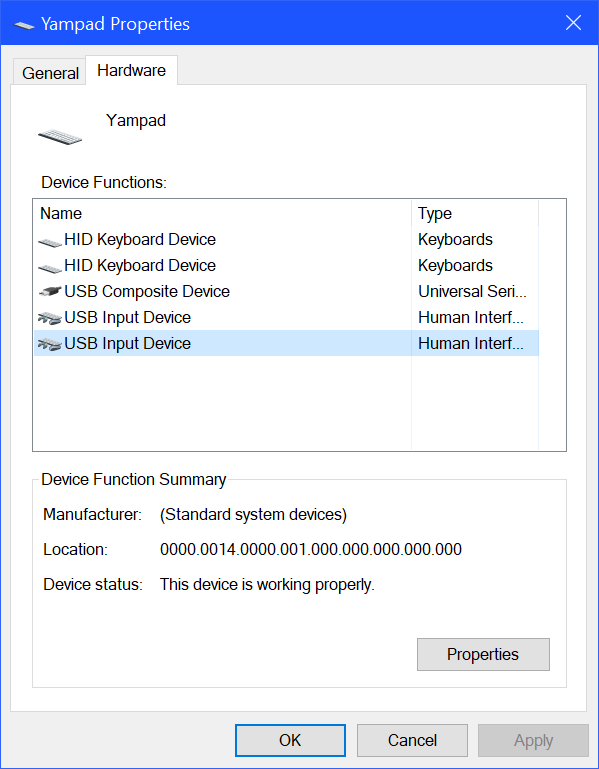 Yampad Properties
General Hardware
Yampad
Device Functions:
Name Type
HID Keyboard Device Keyboards
HID Keyboard Device Keyboards
USB Composite Device Universal Seri...
USB Input Device Human Interf...
USB Input Device Human Interf...
Device Function Summary
Manufacturer: (Standard system devices)
Location: 0000.0014.0000.001.000.000.000.000.000
Device status: This device is working properly.
Properties
OK Cancel Apply